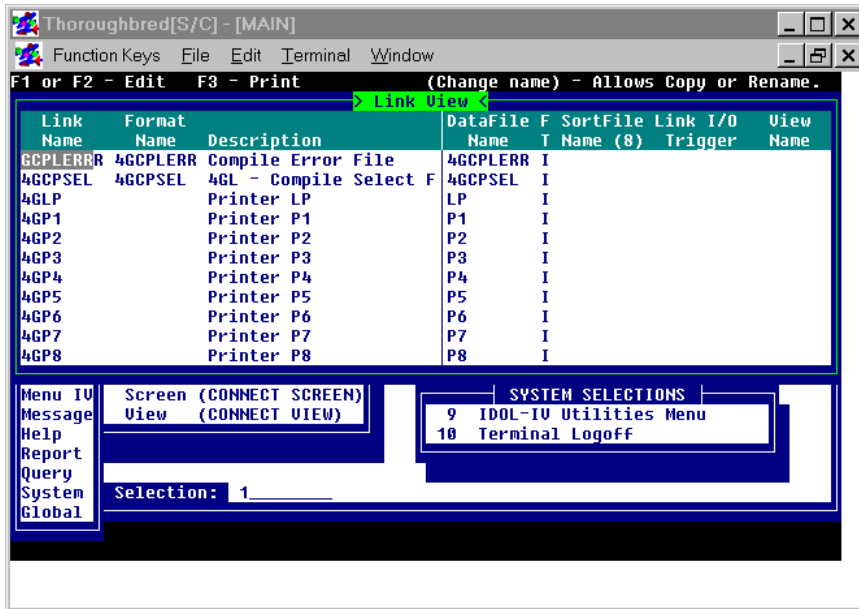 Thoroughbred[S/C] - [MAIN]
Function Keys File Edit Terminal Window
F1 or F2 - Edit F3 - Print (Change name) - Allows Copy or Rename.
> Link View <
Link Format DataFile F SortFile Link I/O View
Name Name Description Name T Name (8) Trigger Name
GCPLERRR 4GCPLERR Compile Error File 4GCPLERR I
4GCPSEL 4GCPSEL 4GL - Compile Select F 4GCPSEL I
4GLP Printer LP LP I
4GP1 Printer P1 P1 I
4GP2 Printer P2 P2 I
4GP3 Printer P3 P3 I
4GP4 Printer P4 P4 I
4GP5 Printer P5 P5 I
4GP6 Printer P6 P6 I
4GP7 Printer P7 P7 I
4GP8 Printer P8 P8 I
Menu IV Screen (CONNECT SCREEN) SYSTEM SELECTIONS
Message View (CONNECT VIEW) 9 IDOL-IV Utilities Menu
Help 10 Terminal Logoff
Report
Query
System Selection: 1_________
Global